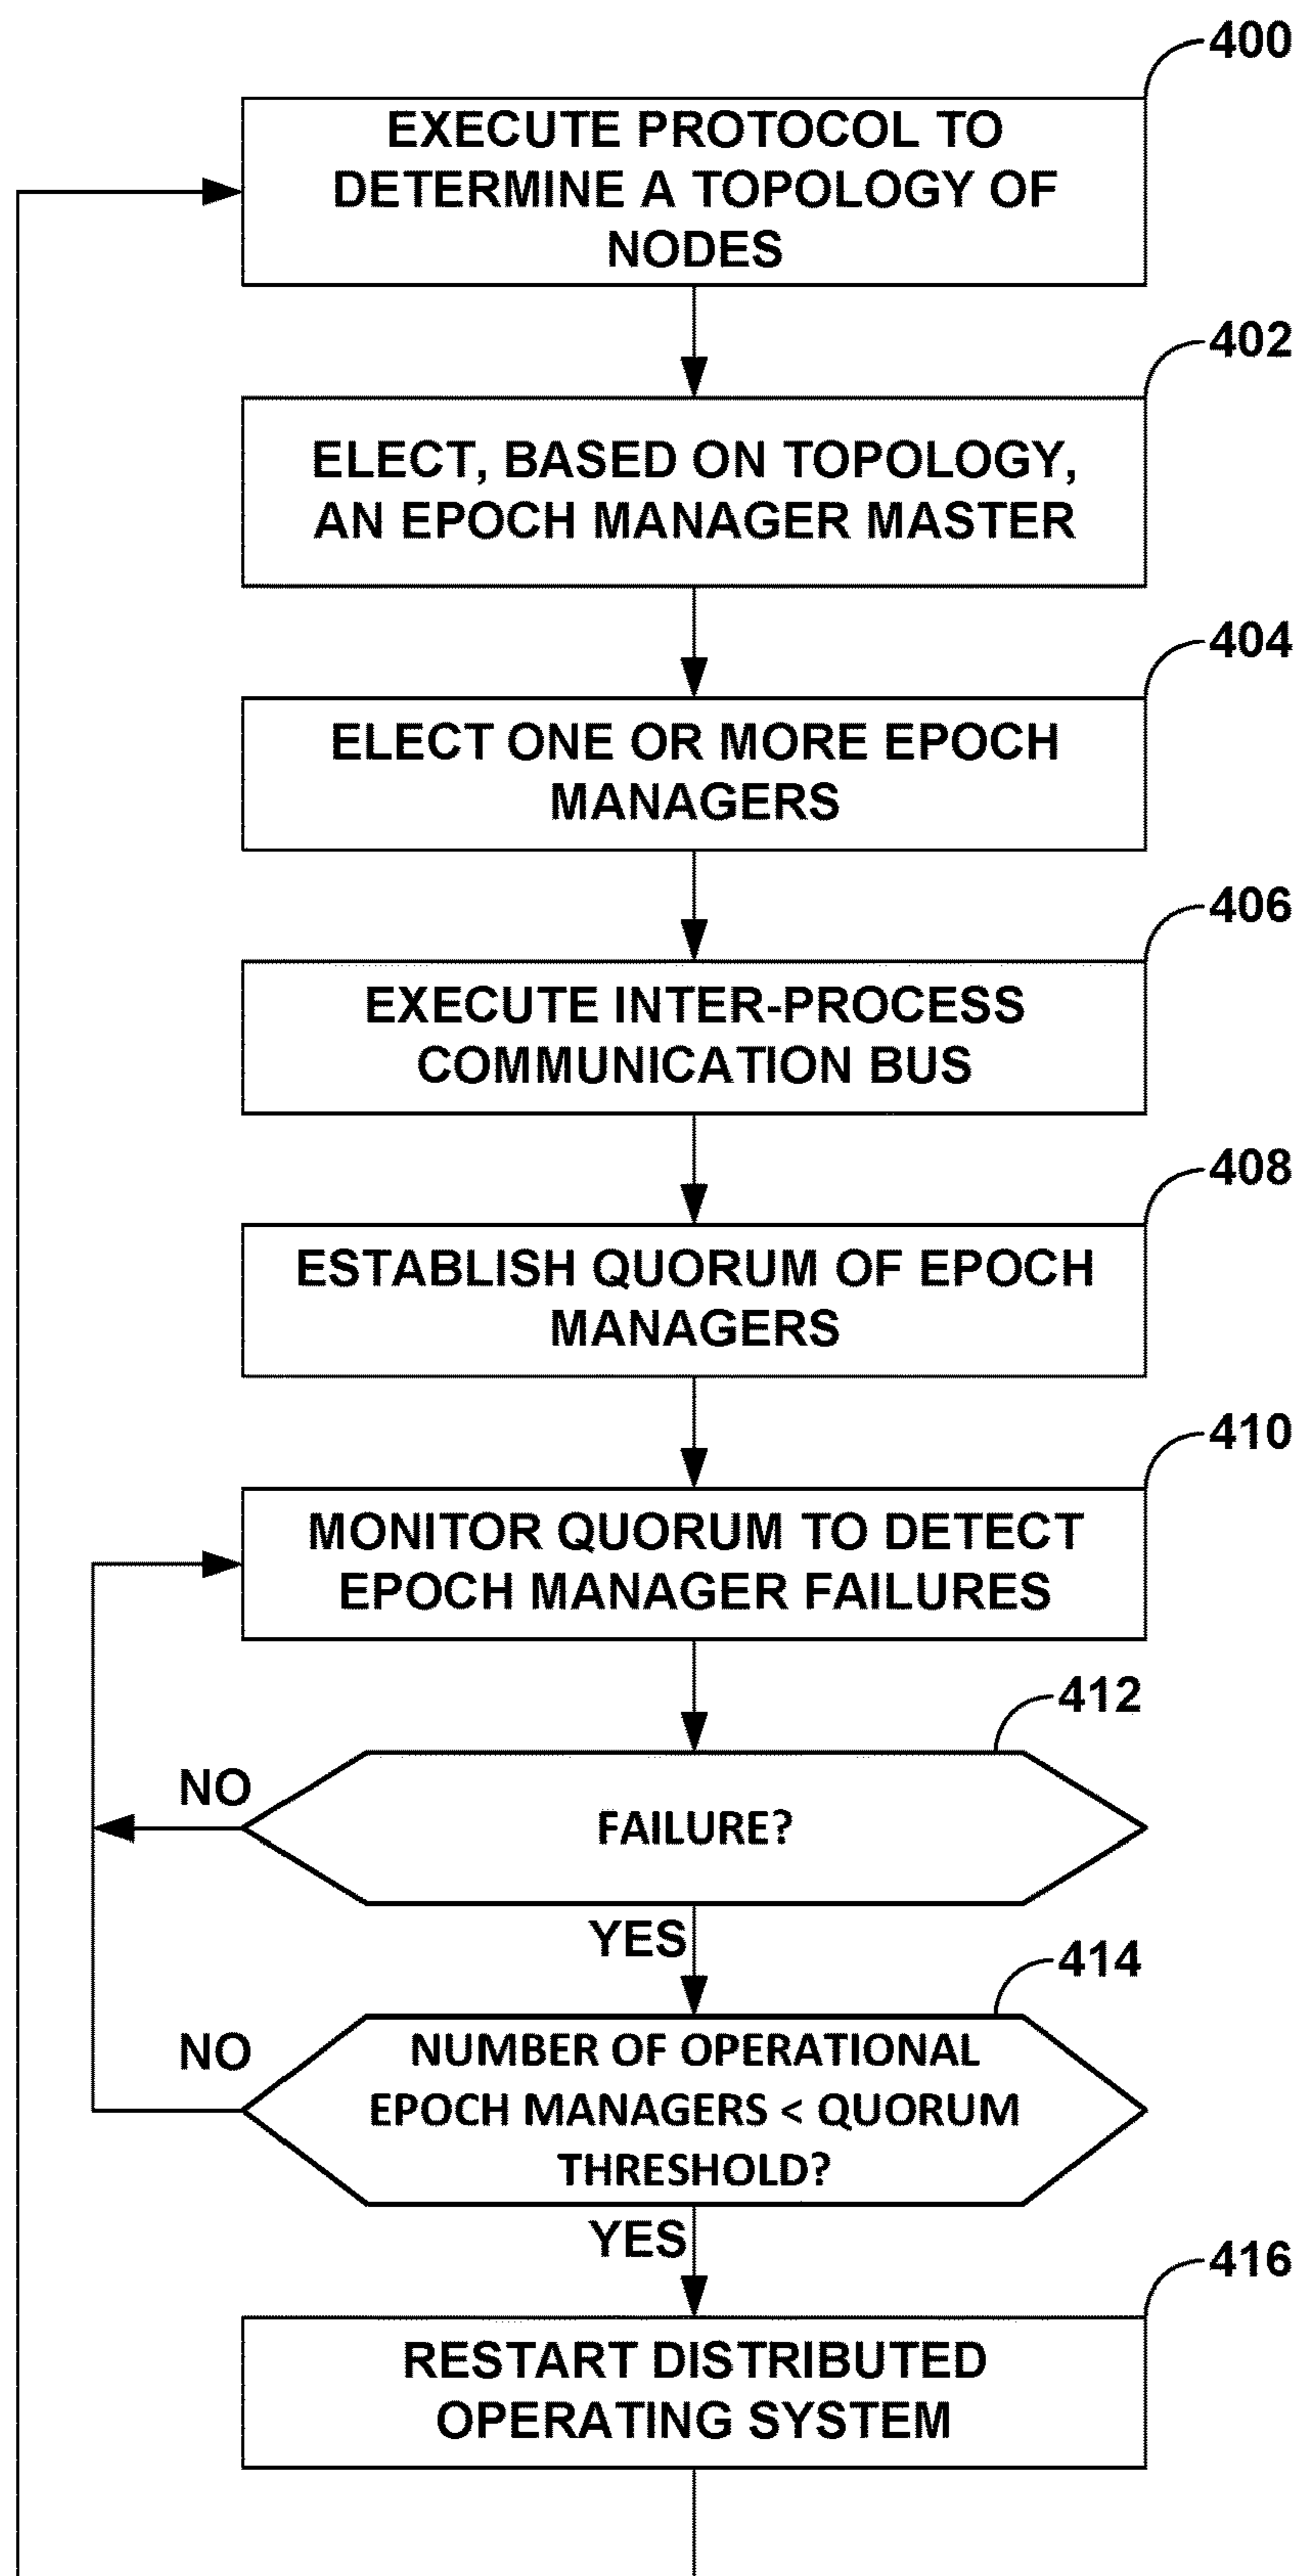 400
EXECUTE PROTOCOL TO
DETERMINE A TOPOLOGY OF
NODES
402
ELECT, BASED ON TOPOLOGY,
AN EPOCH MANAGER MASTER
404
ELECT ONE OR MORE EPOCH
MANAGERS
406
EXECUTE INTER-PROCESS
COMMUNICATION BUS
408
ESTABLISH QUORUM OF EPOCH
MANAGERS
410
MONITOR QUORUM TO DETECT
EPOCH MANAGER FAILURES
412
NO
FAILURE?
YES
414
NO
NUMBER OF OPERATIONAL
EPOCH MANAGERS < QUORUM
THRESHOLD?
YES
416
RESTART DISTRIBUTED
OPERATING SYSTEM